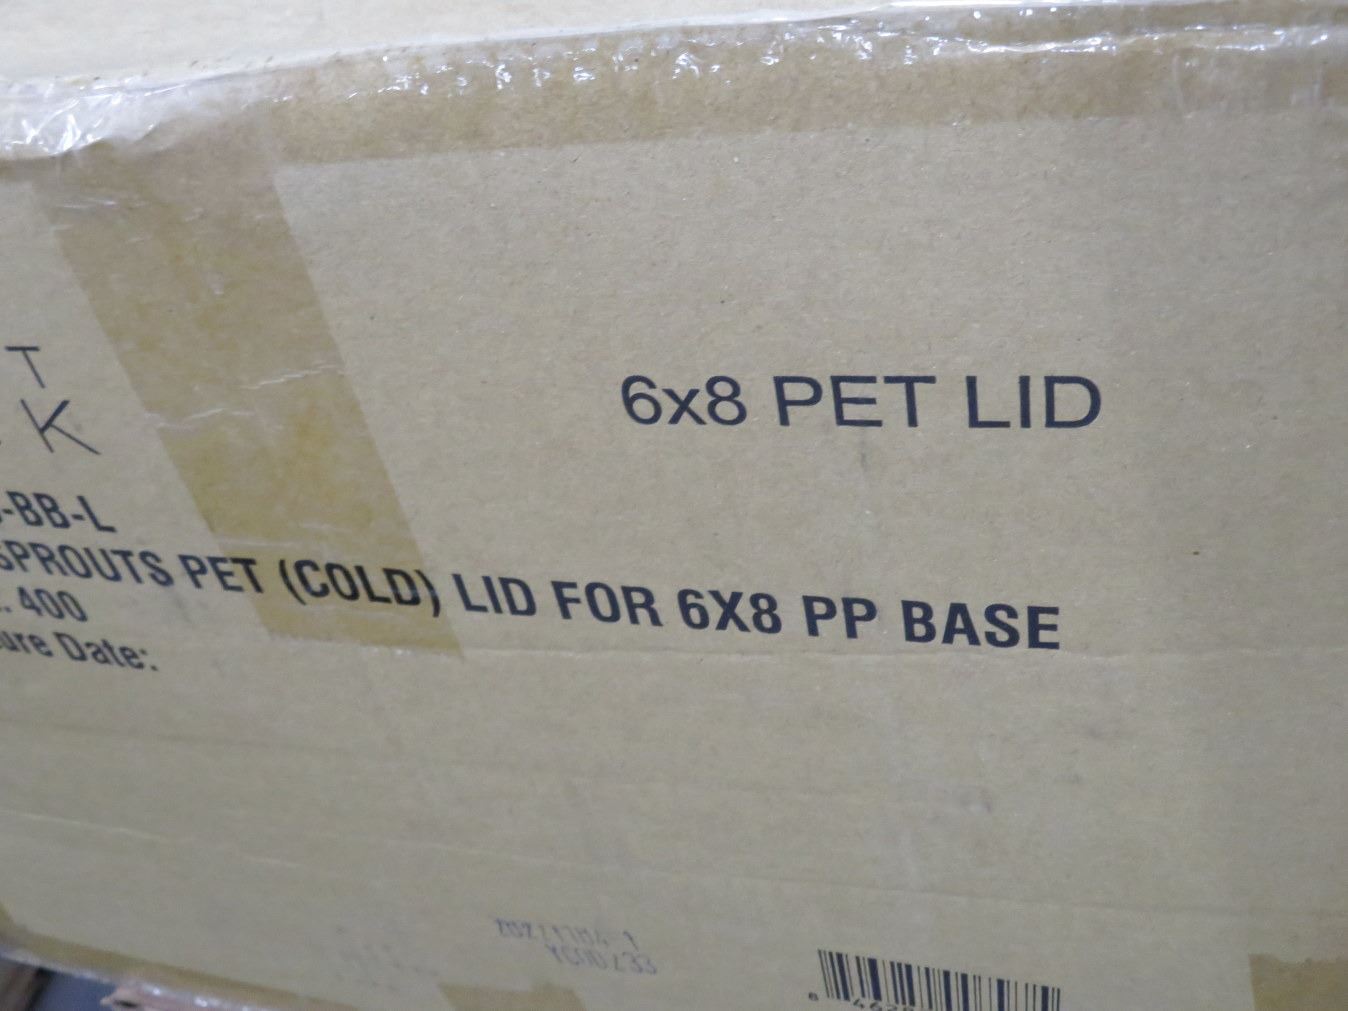 6x8 PET LID
T
K
-BB-L
SPROUTS PET (COLD) LID FOR 6X8 PP BASE
. 400
ure Date: